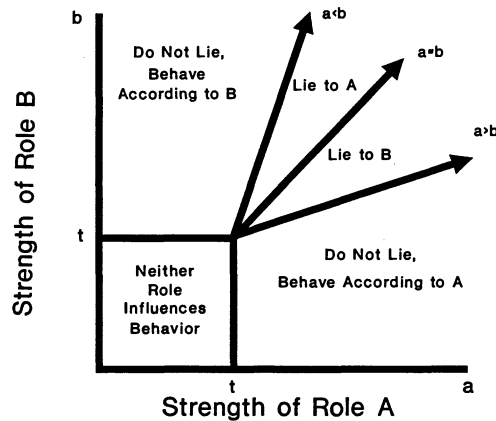 b
Do Not Lie,
Behave
According to B
a<b
a=b
Lie to A
Lie to B
a>b
Strength of Role B
t
Neither
Role
Influences
Behavior
Do Not Lie,
Behave According to A
t
a
Strength of Role A